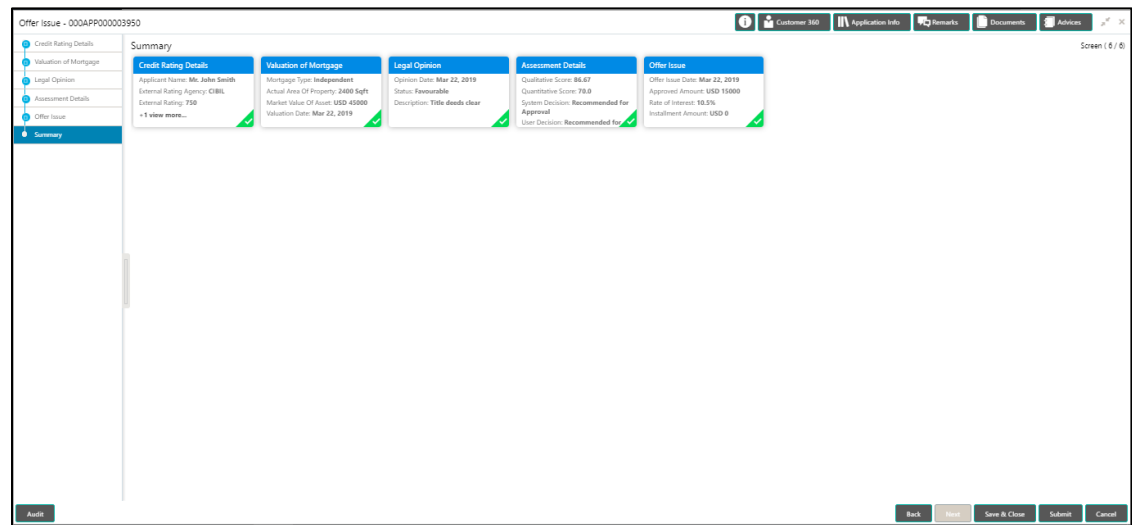 Offer Issue - 000APP000003950
Customer 360
Application Info
Remarks
Documents
Advices
Credit Rating Details
Valuation of Mortgage
Legal Opinion
Assessment Details
Offer Issue
Summary
Summary
Screen ( 6 / 6)
Credit Rating Details
Applicant Name: Mr. John Smith
External Rating Agency: CIBIL
External Rating: 750
+1 view more...
Valuation of Mortgage
Mortgage Type: Independent
Actual Area Of Property: 2400 Sqft
Market Value Of Asset: USD 45000
Valuation Date: Mar 22, 2019
Legal Opinion
Opinion Date: Mar 22, 2019
Status: Favourable
Description: Title deeds clear
Assessment Details
Qualitative Score: 86.67
Quantitative Score: 70.0
System Decision: Recommended for
Approval
User Decision: Recommended for
Offer Issue
Offer Issue Date: Mar 22, 2019
Approved Amount: USD 15000
Rate of Interest: 10.5%
Installment Amount: USD 0
Audit
Back
Next
Save & Close
Submit
Cancel